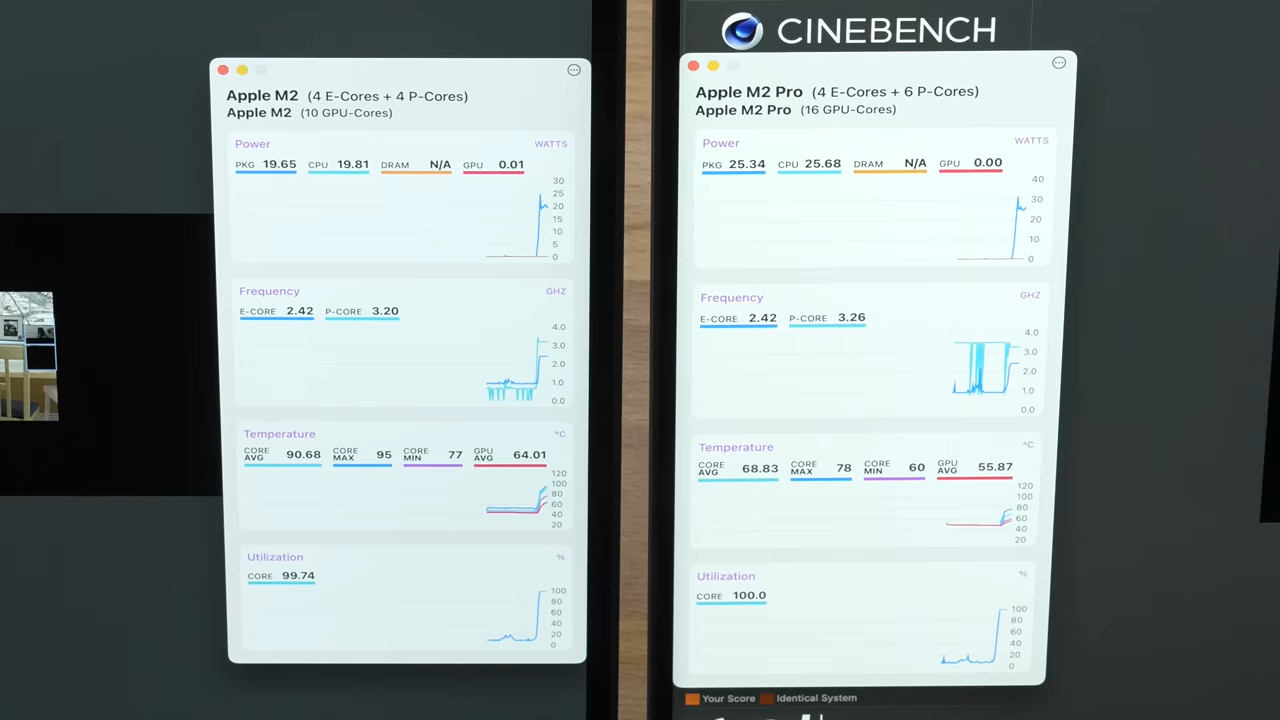 Apple M2 (4 E-Cores + 4 P-Cores)
Apple M2 (10 GPU-Cores)
Power WATTS
PKG 19.65 CPU 19.81 DRAM N/A GPU 0.01
30
25
20
15
10
5
0
Frequency GHZ
E-CORE 2.42 P-CORE 3.20
4.0
3.0
2.0
1.0
0.0
Temperature °C
CORE AVG 90.68 CORE MAX 95 CORE MIN 77 GPU AVG 64.01
120
100
80
60
40
20
Utilization %
CORE 99.74
100
80
60
40
20
0
CINEBENCH
Apple M2 Pro (4 E-Cores + 6 P-Cores)
Apple M2 Pro (16 GPU-Cores)
Power WATTS
PKG 25.34 CPU 25.68 DRAM N/A GPU 0.00
40
30
20
10
0
Frequency GHZ
E-CORE 2.42 P-CORE 3.26
4.0
3.0
2.0
1.0
0.0
Temperature °C
CORE AVG 68.83 CORE MAX 78 CORE MIN 60 GPU AVG 55.87
120
100
80
60
40
20
Utilization %
CORE 100.0
100
80
60
40
20
0
Your Score Identical System